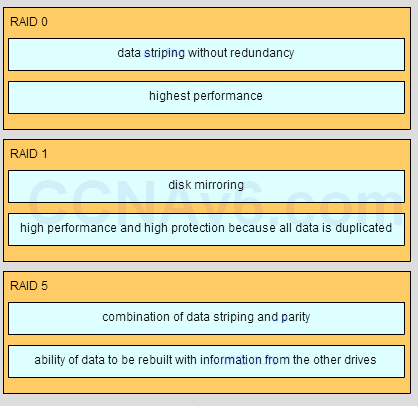 RAID 0
data striping without redundancy
highest performance
RAID 1
disk mirroring
CCNAv6.com
high performance and high protection because all data is duplicated
RAID 5
combination of data striping and parity
ability of data to be rebuilt with information from the other drives